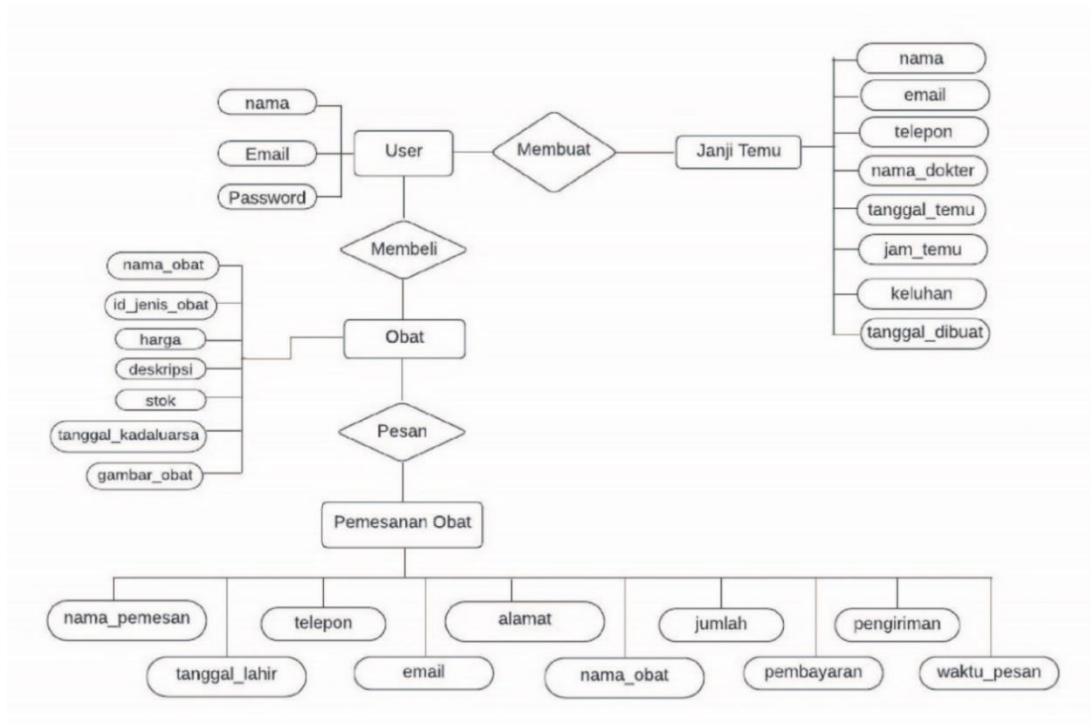 nama
Email
Password
User
Membuat
Janji Temu
nama
email
telepon
nama_dokter
tanggal_temu
jam_temu
keluhan
tanggal_dibuat
Membeli
nama_obat
id_jenis_obat
harga
deskripsi
stok
tanggal_kadaluarsa
gambar_obat
Obat
Pesan
Pemesanan Obat
nama_pemesan
telepon
alamat
jumlah
pengiriman
tanggal_lahir
email
nama_obat
pembayaran
waktu_pesan